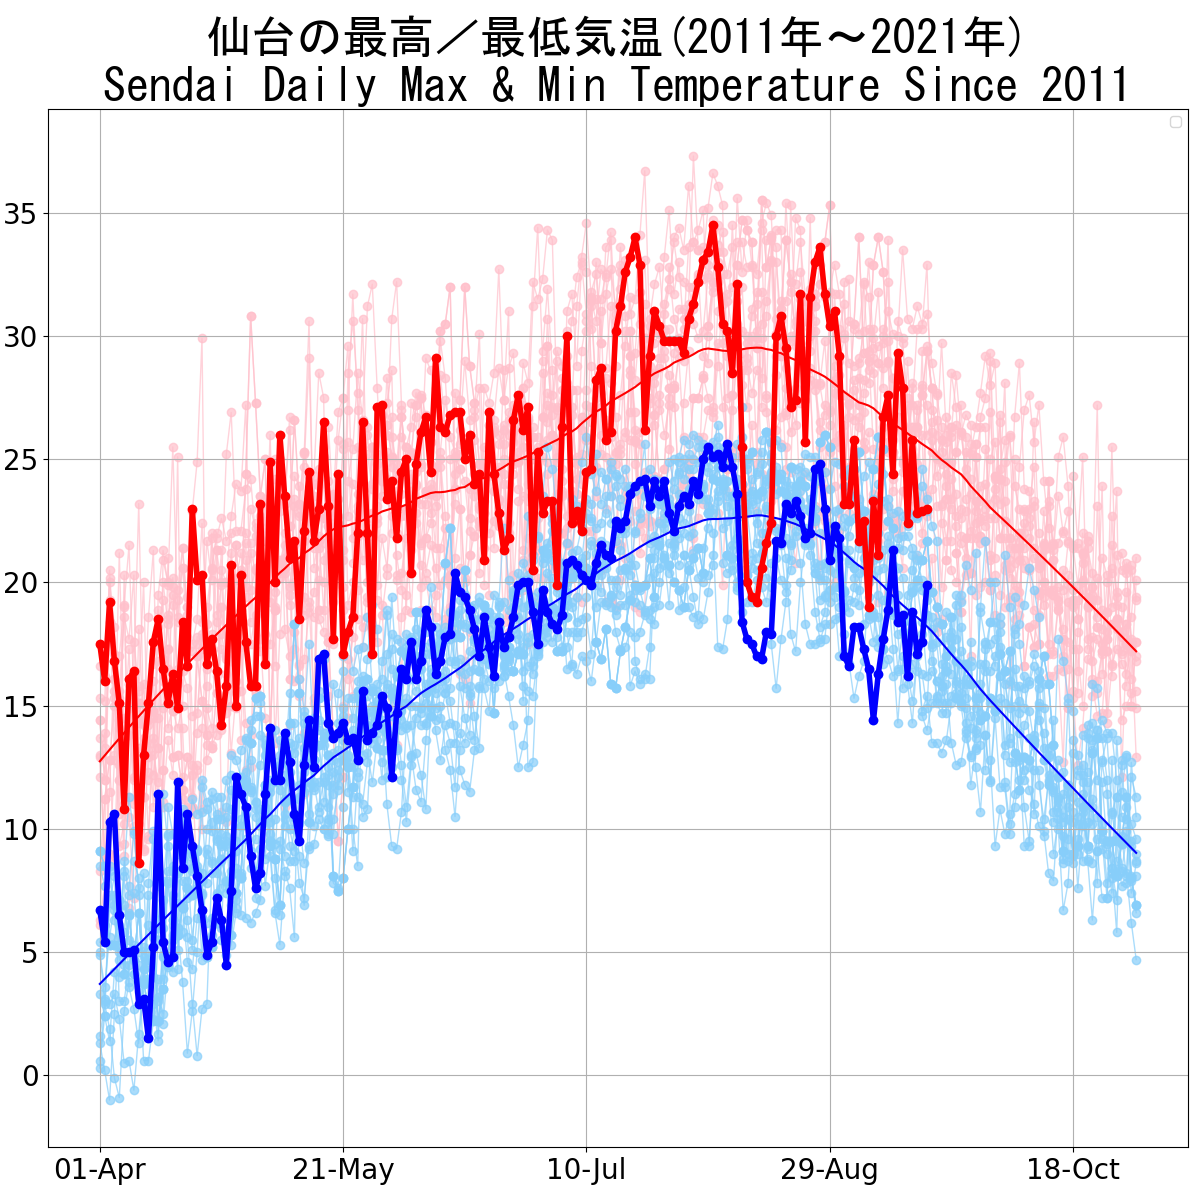 仙台の最高／最低気温(2011年～2021年)
Sendai Daily Max & Min Temperature Since 2011
35
30
25
20
15
10
5
0
01-Apr 21-May 10-Jul 29-Aug 18-Oct